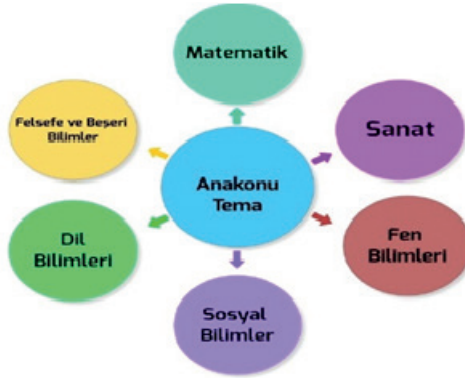 Matematik
Felsefe ve Beşeri
Bilimler
Sanat
Anakonu
Tema
Dil
Bilimleri
Fen
Bilimleri
Sosyal
Bilimler